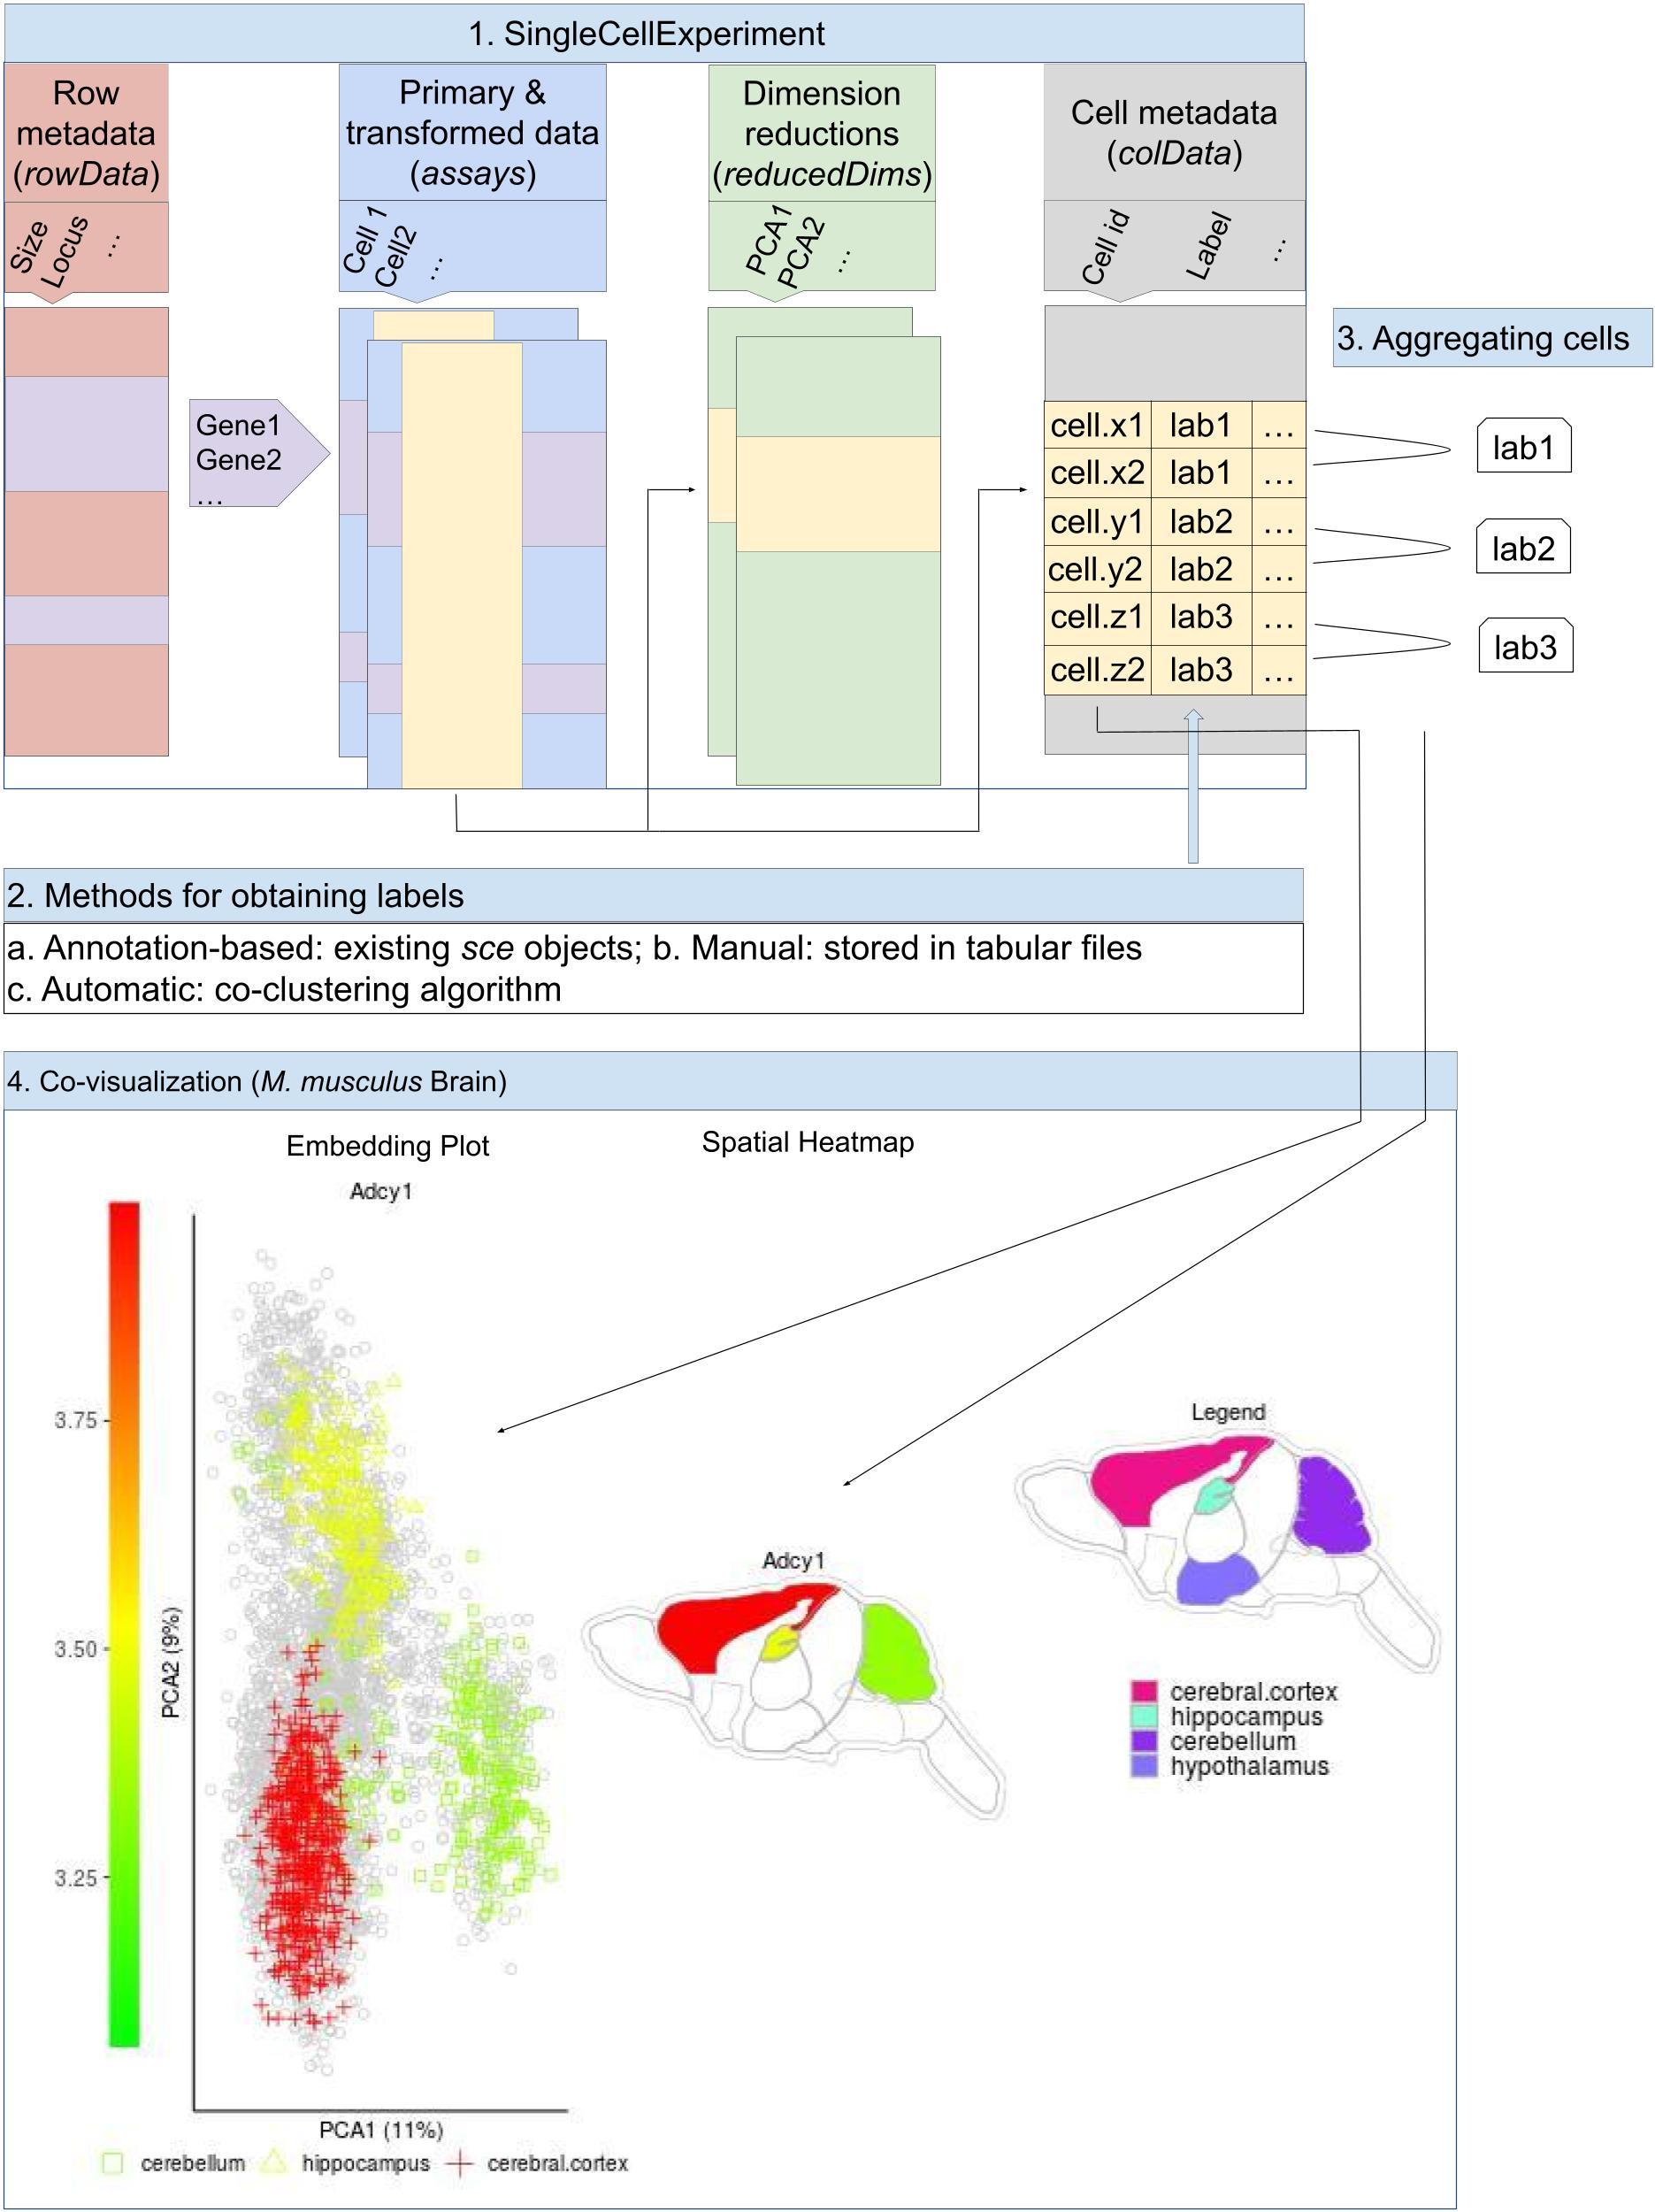 1. SingleCellExperiment
Row
metadata
(rowData)
Size
Locus
...
Primary &
transformed data
(assays)
Cell 1
Cell2
...
Dimension
reductions
(reducedDims)
PCA1
PCA2
...
Cell metadata
(colData)
Cell id
Label
...
Gene1
Gene2
...
cell.x1 lab1 ...
cell.x2 lab1 ...
cell.y1 lab2 ...
cell.y2 lab2 ...
cell.z1 lab3 ...
cell.z2 lab3 ...
3. Aggregating cells
lab1
lab2
lab3
2. Methods for obtaining labels
a. Annotation-based: existing sce objects; b. Manual: stored in tabular files
c. Automatic: co-clustering algorithm
4. Co-visualization (M. musculus Brain)
Embedding Plot
Spatial Heatmap
Adcy1
3.75
3.50
3.25
PCA2 (9%)
PCA1 (11%)
cerebellum hippocampus cerebral.cortex
Adcy1
Legend
cerebral.cortex
hippocampus
cerebellum
hypothalamus